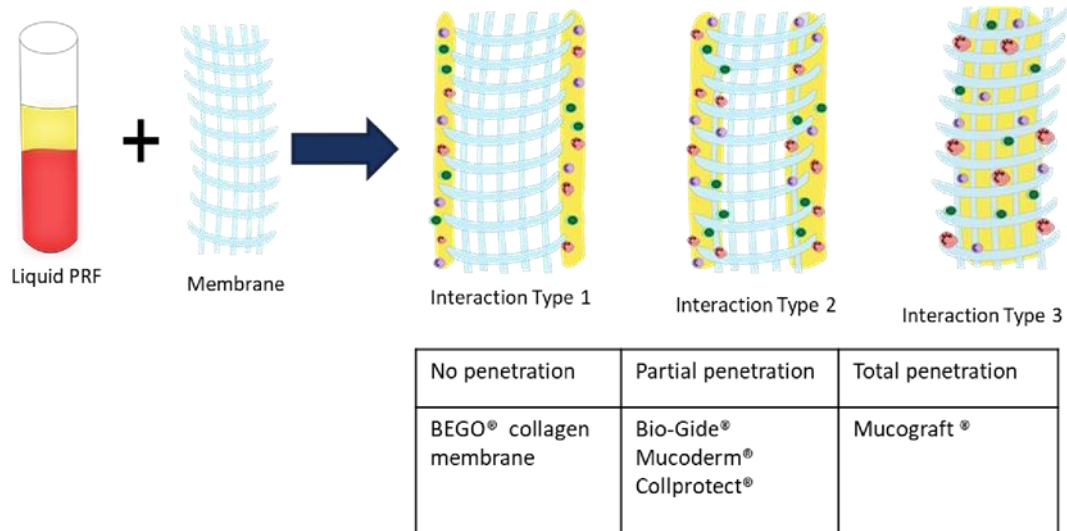 +
Liquid PRF
Membrane
Interaction Type 1
Interaction Type 2
Interaction Type 3
No penetration
Partial penetration
Total penetration
BEGO® collagen
membrane
Bio-Gide®
Mucoderm®
Collprotect®
Mucograft ®